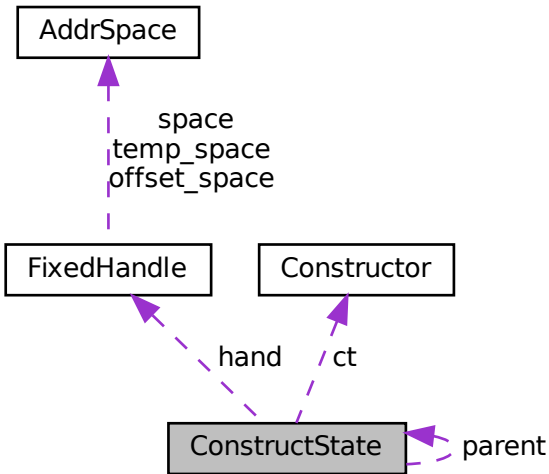 AddrSpace
space
temp_space
offset_space
FixedHandle
Constructor
hand
ct
ConstructState
parent